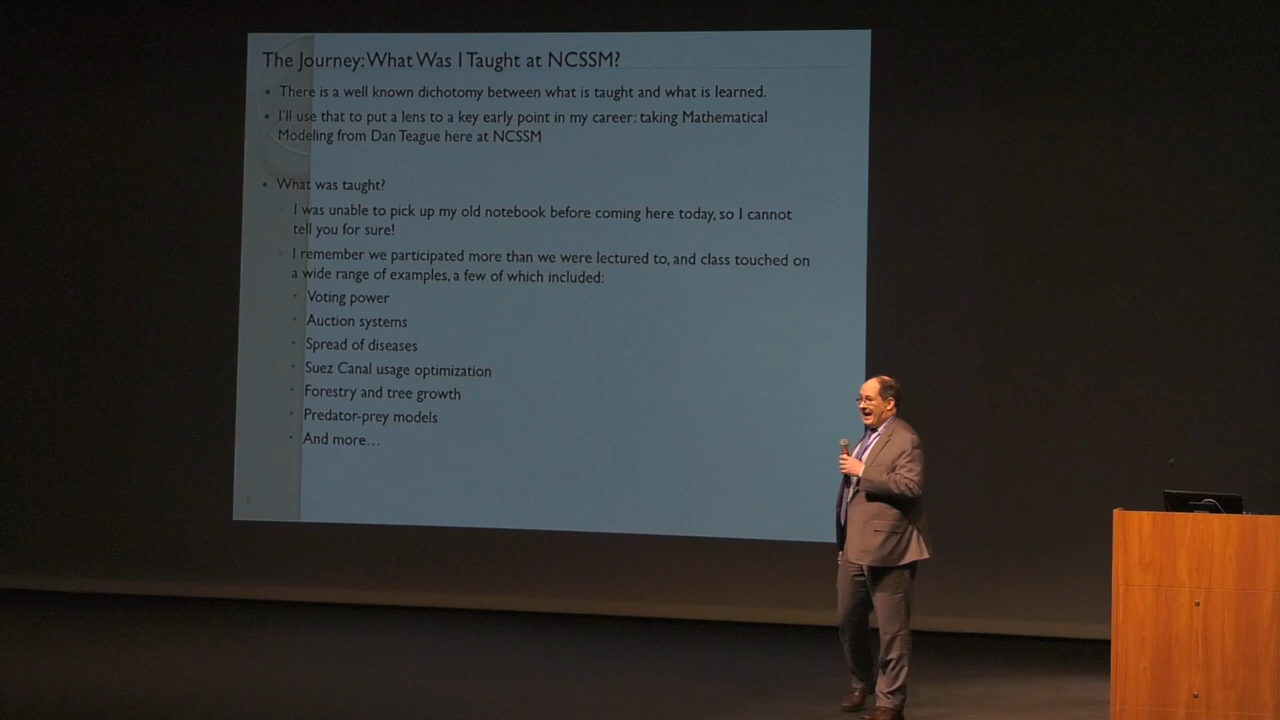 The Journey: What Was I Taught at NCSSM?
• There is a well known dichotomy between what is taught and what is learned.
• I'll use that to put a lens to a key early point in my career: taking Mathematical
Modeling from Dan Teague here at NCSSM
• What was taught?
◦ I was unable to pick up my old notebook before coming here today, so I cannot
tell you for sure!
◦ I remember we participated more than we were lectured to, and class touched on
a wide range of examples, a few of which included:
• Voting power
• Auction systems
• Spread of diseases
• Suez Canal usage optimization
• Forestry and tree growth
• Predator-prey models
• And more...